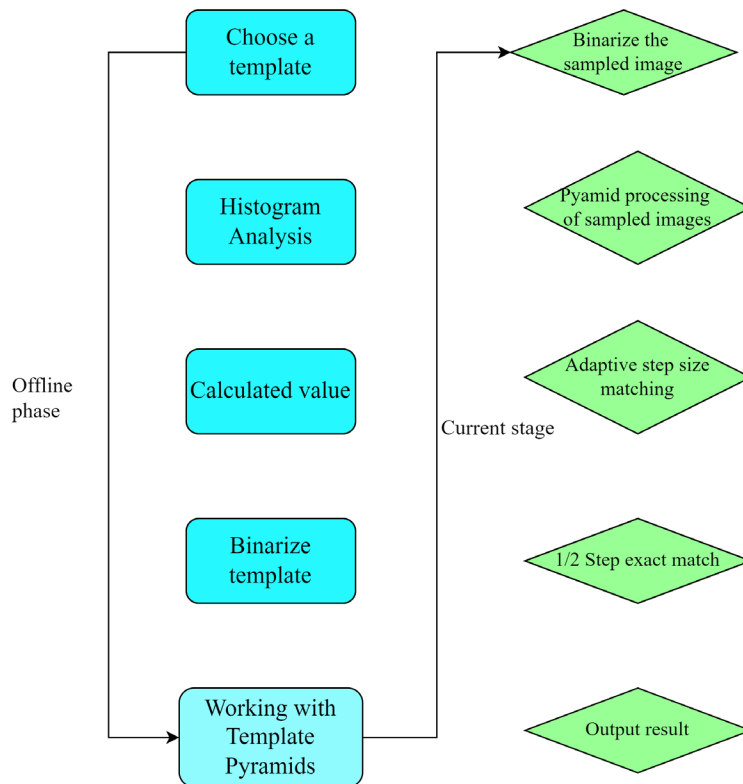 Choose a
template
Histogram
Analysis
Calculated value
Binarize
template
Working with
Template
Pyramids
Offline
phase
Current stage
Binarize the
sampled image
Pyamid processing
of sampled images
Adaptive step size
matching
1/2 Step exact match
Output result